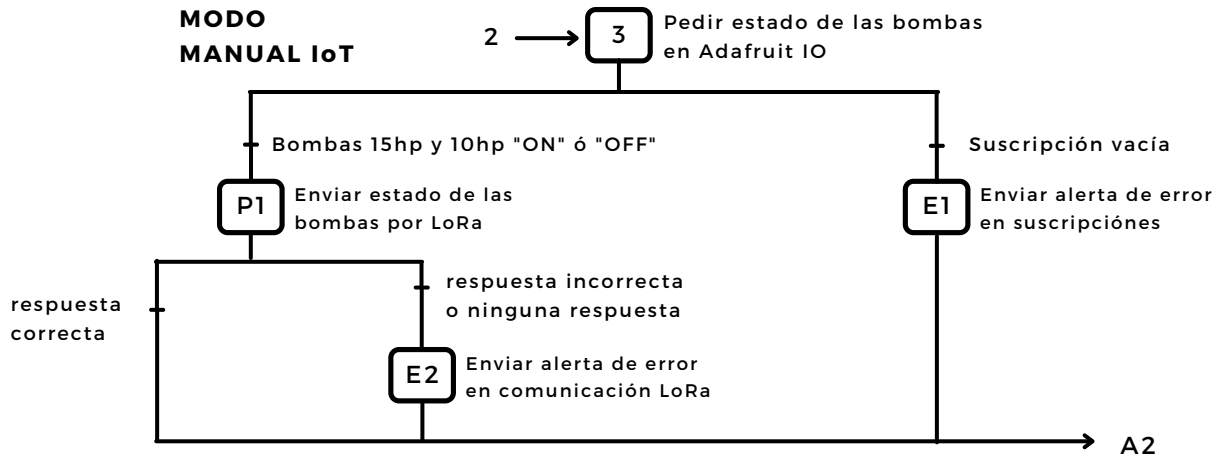 MODO
MANUAL IoT
2
3
Pedir estado de las bombas
en Adafruit IO
Bombas 15hp y 10hp "ON" ó "OFF"
Suscripción vacía
P1
Enviar estado de las
bombas por LoRa
E1
Enviar alerta de error
en suscripciónes
respuesta
correcta
respuesta incorrecta
o ninguna respuesta
E2
Enviar alerta de error
en comunicación LoRa
A2